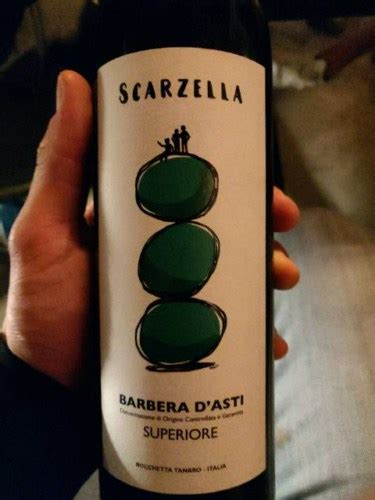 SCARZELLA
BARBERA D'ASTI
Denominazione di Origine Controllata e Garantita
SUPERIORE
ROCCHETTA TANARO - ITALIA